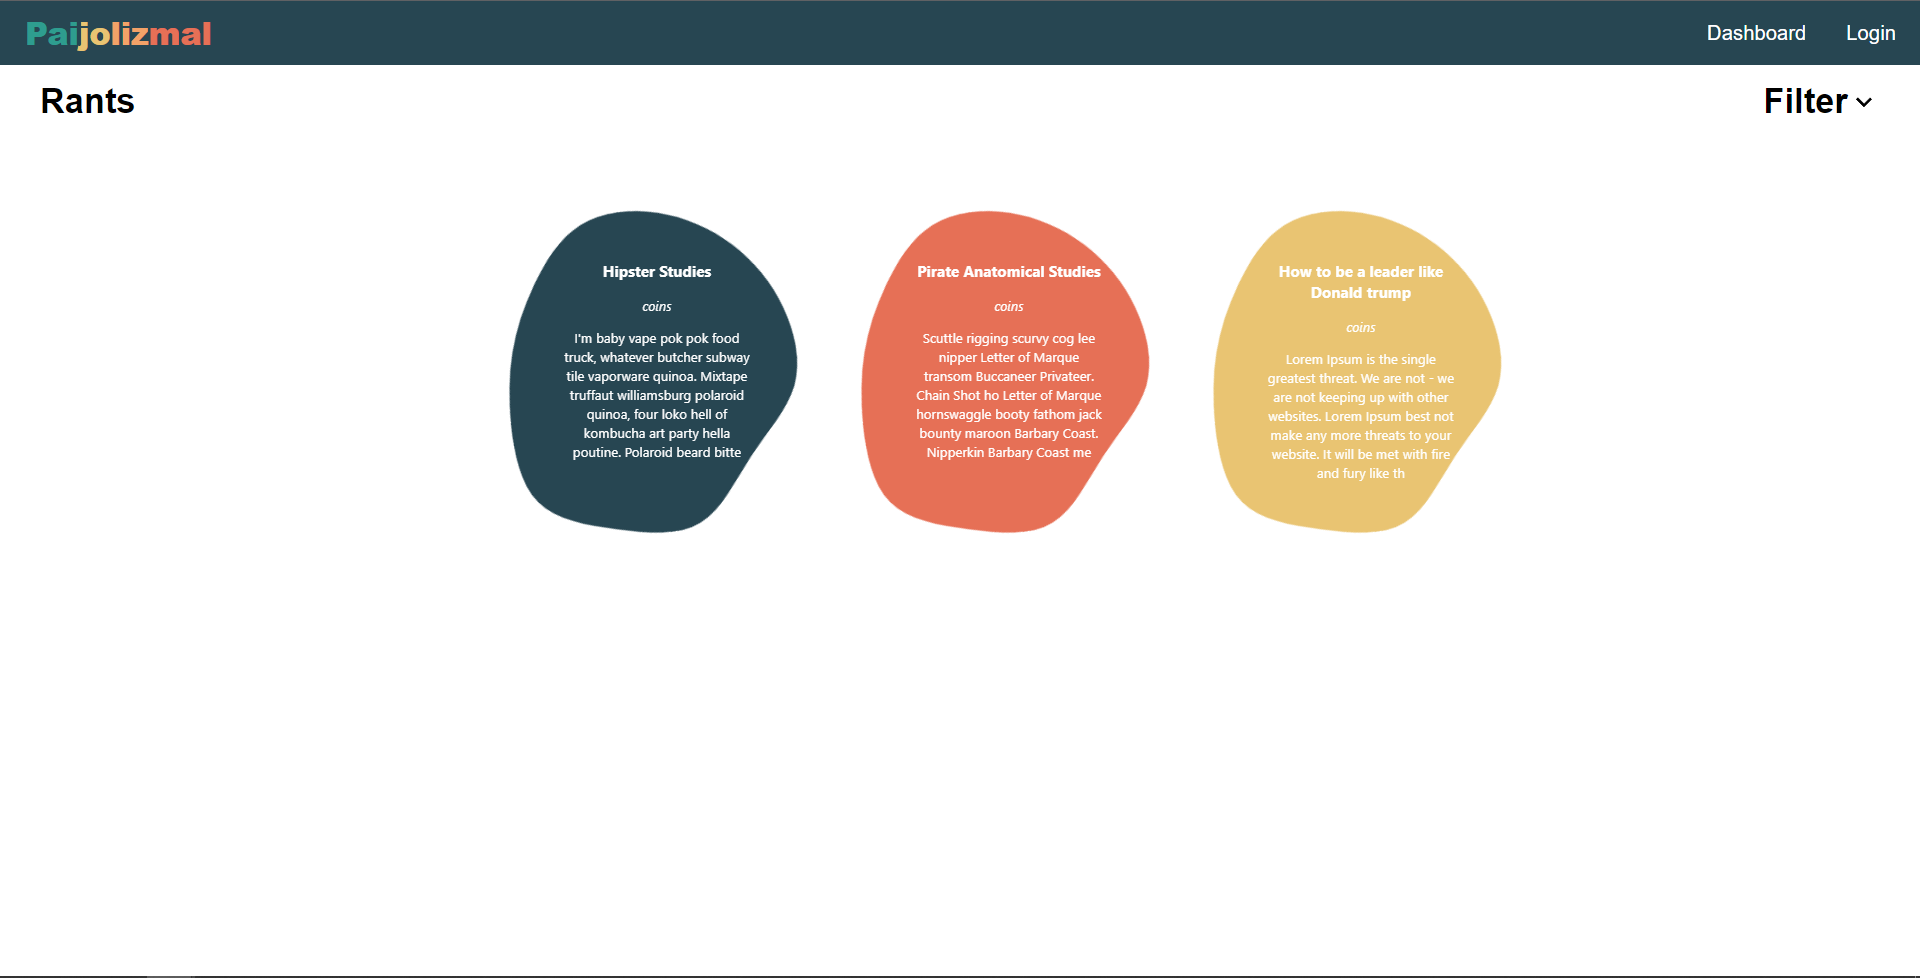 Paijolizmal
Dashboard
Login
Rants
Filter
Hipster Studies
coins
I'm baby vape pok pok pok food
truck, whatever butcher subway
tile vaporware quinoa. Mixtape
truffaut williamsburg polaroid
quinoa, four loko hell of
kombucha art party hella
poutine. Polaroid beard bitte
Pirate Anatomical Studies
coins
Scuttle rigging scurvy cog lee
nipper Letter of Marque
transom Buccaneer Privateer.
Chain Shot ho Letter of Marque
hornswaggle booty fathom jack
bounty maroon Barbary Coast.
Nipperkin Barbary Coast me
How to be a leader like
Donald trump
coins
Lorem Ipsum is the single
greatest threat. We are not - we
are not keeping up with other
websites. Lorem Ipsum best not
make any more threats to your
website. It will be met with fire
and fury like th